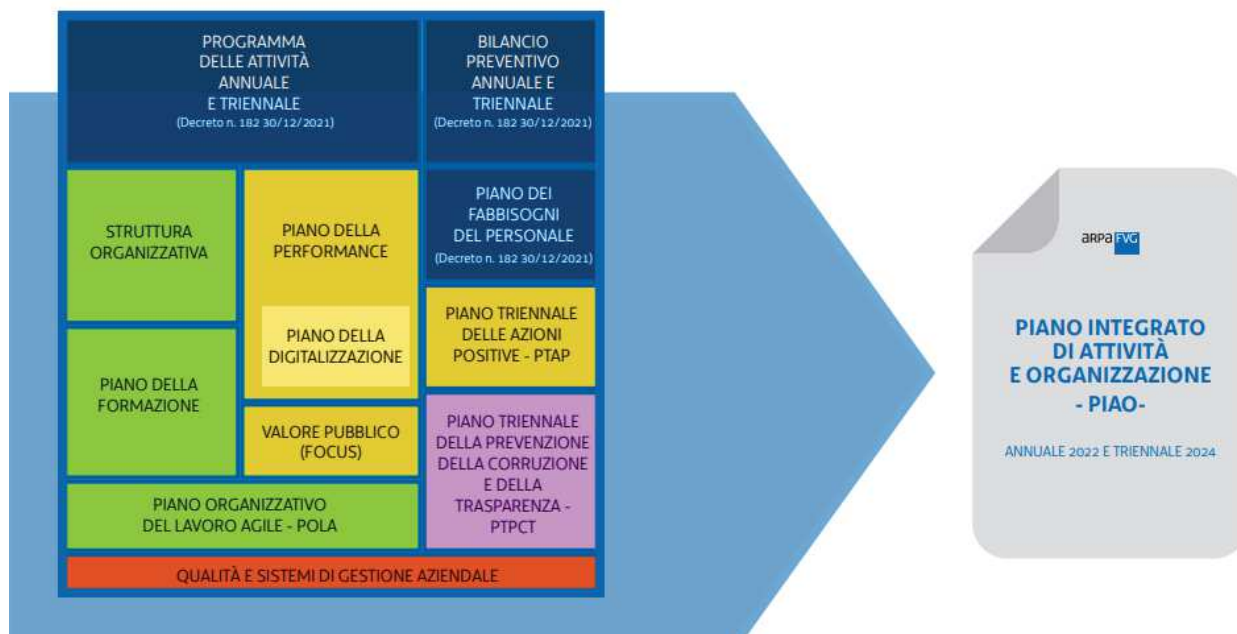 PROGRAMMA
DELLE ATTIVITÀ
ANNUALE
E TRIENNALE
(Decreto n. 182 30/12/2021)
BILANCIO
PREVENTIVO
ANNUALE E
TRIENNALE
(Decreto n. 182 30/12/2021)
STRUTTURA
ORGANIZZATIVA
PIANO DELLA
PERFORMANCE
PIANO DEI
FABBISOGNI
DEL PERSONALE
(Decreto n. 182 30/12/2021)
PIANO DELLA
DIGITALIZZAZIONE
PIANO TRIENNALE
DELLE AZIONI
POSITIVE - PTAP
PIANO DELLA
FORMAZIONE
VALORE PUBBLICO
(FOCUS)
PIANO TRIENNALE
DELLA PREVENZIONE
DELLA CORRUZIONE
E DELLA
TRASPARENZA -
PTPCT
PIANO ORGANIZZATIVO
DEL LAVORO AGILE - POLA
QUALITÀ E SISTEMI DI GESTIONE AZIENDALE
arpa FVG
PIANO INTEGRATO
DI ATTIVITÀ
E ORGANIZZAZIONE
- PIAO-
ANNUALE 2022 E TRIENNALE 2024